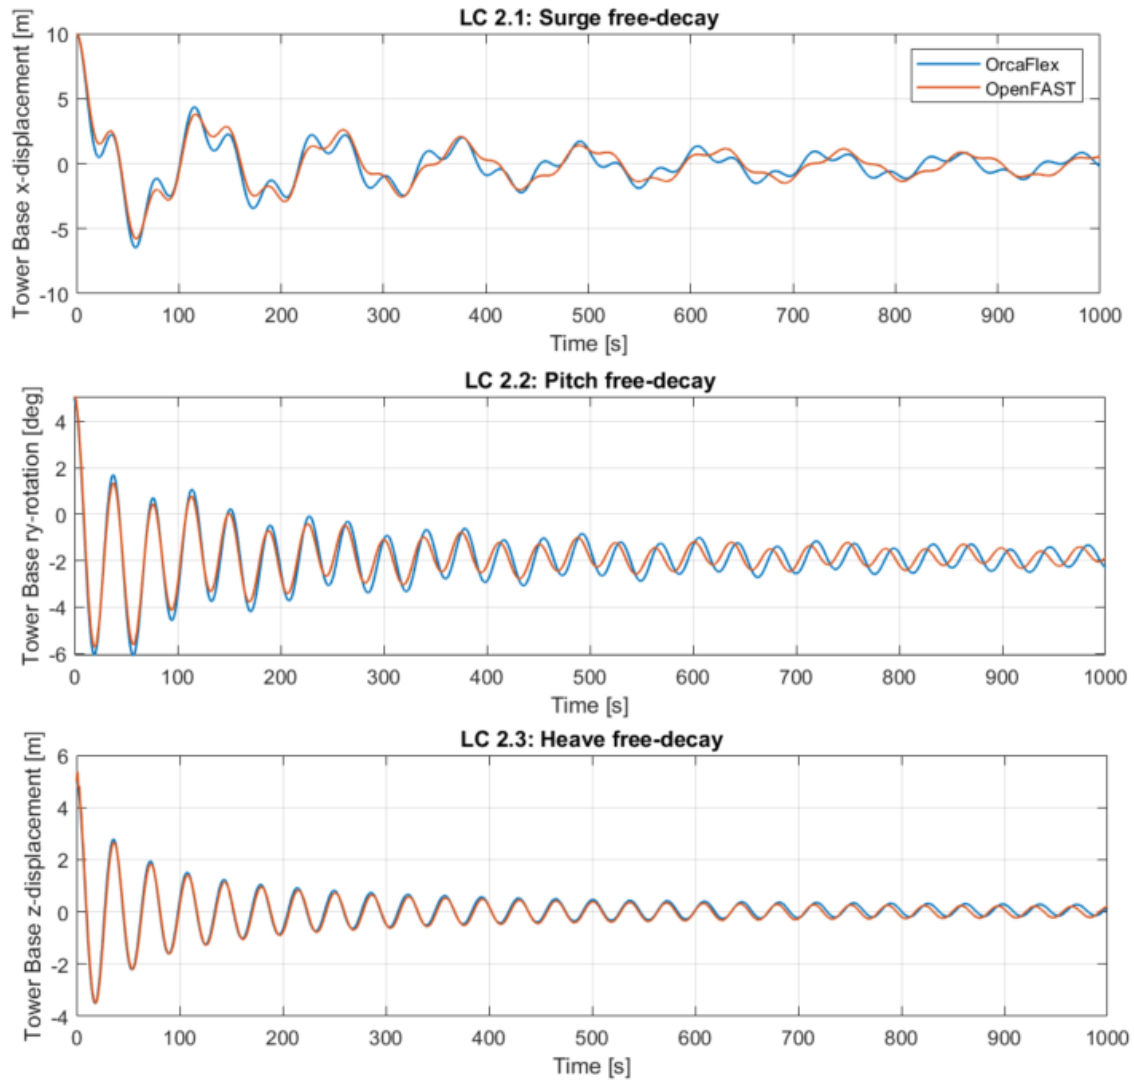 LC 2.1: Surge free-decay
Tower Base x-displacement [m]
10
5
0
-5
-10
OrcaFlex
OpenFAST
0 100 200 300 400 500 600 700 800 900 1000
Time [s]
LC 2.2: Pitch free-decay
Tower Base ry-rotation [deg]
4
2
0
-2
-4
-6
0 100 200 300 400 500 600 700 800 900 1000
Time [s]
LC 2.3: Heave free-decay
Tower Base z-displacement [m]
6
4
2
0
-2
-4
0 100 200 300 400 500 600 700 800 900 1000
Time [s]